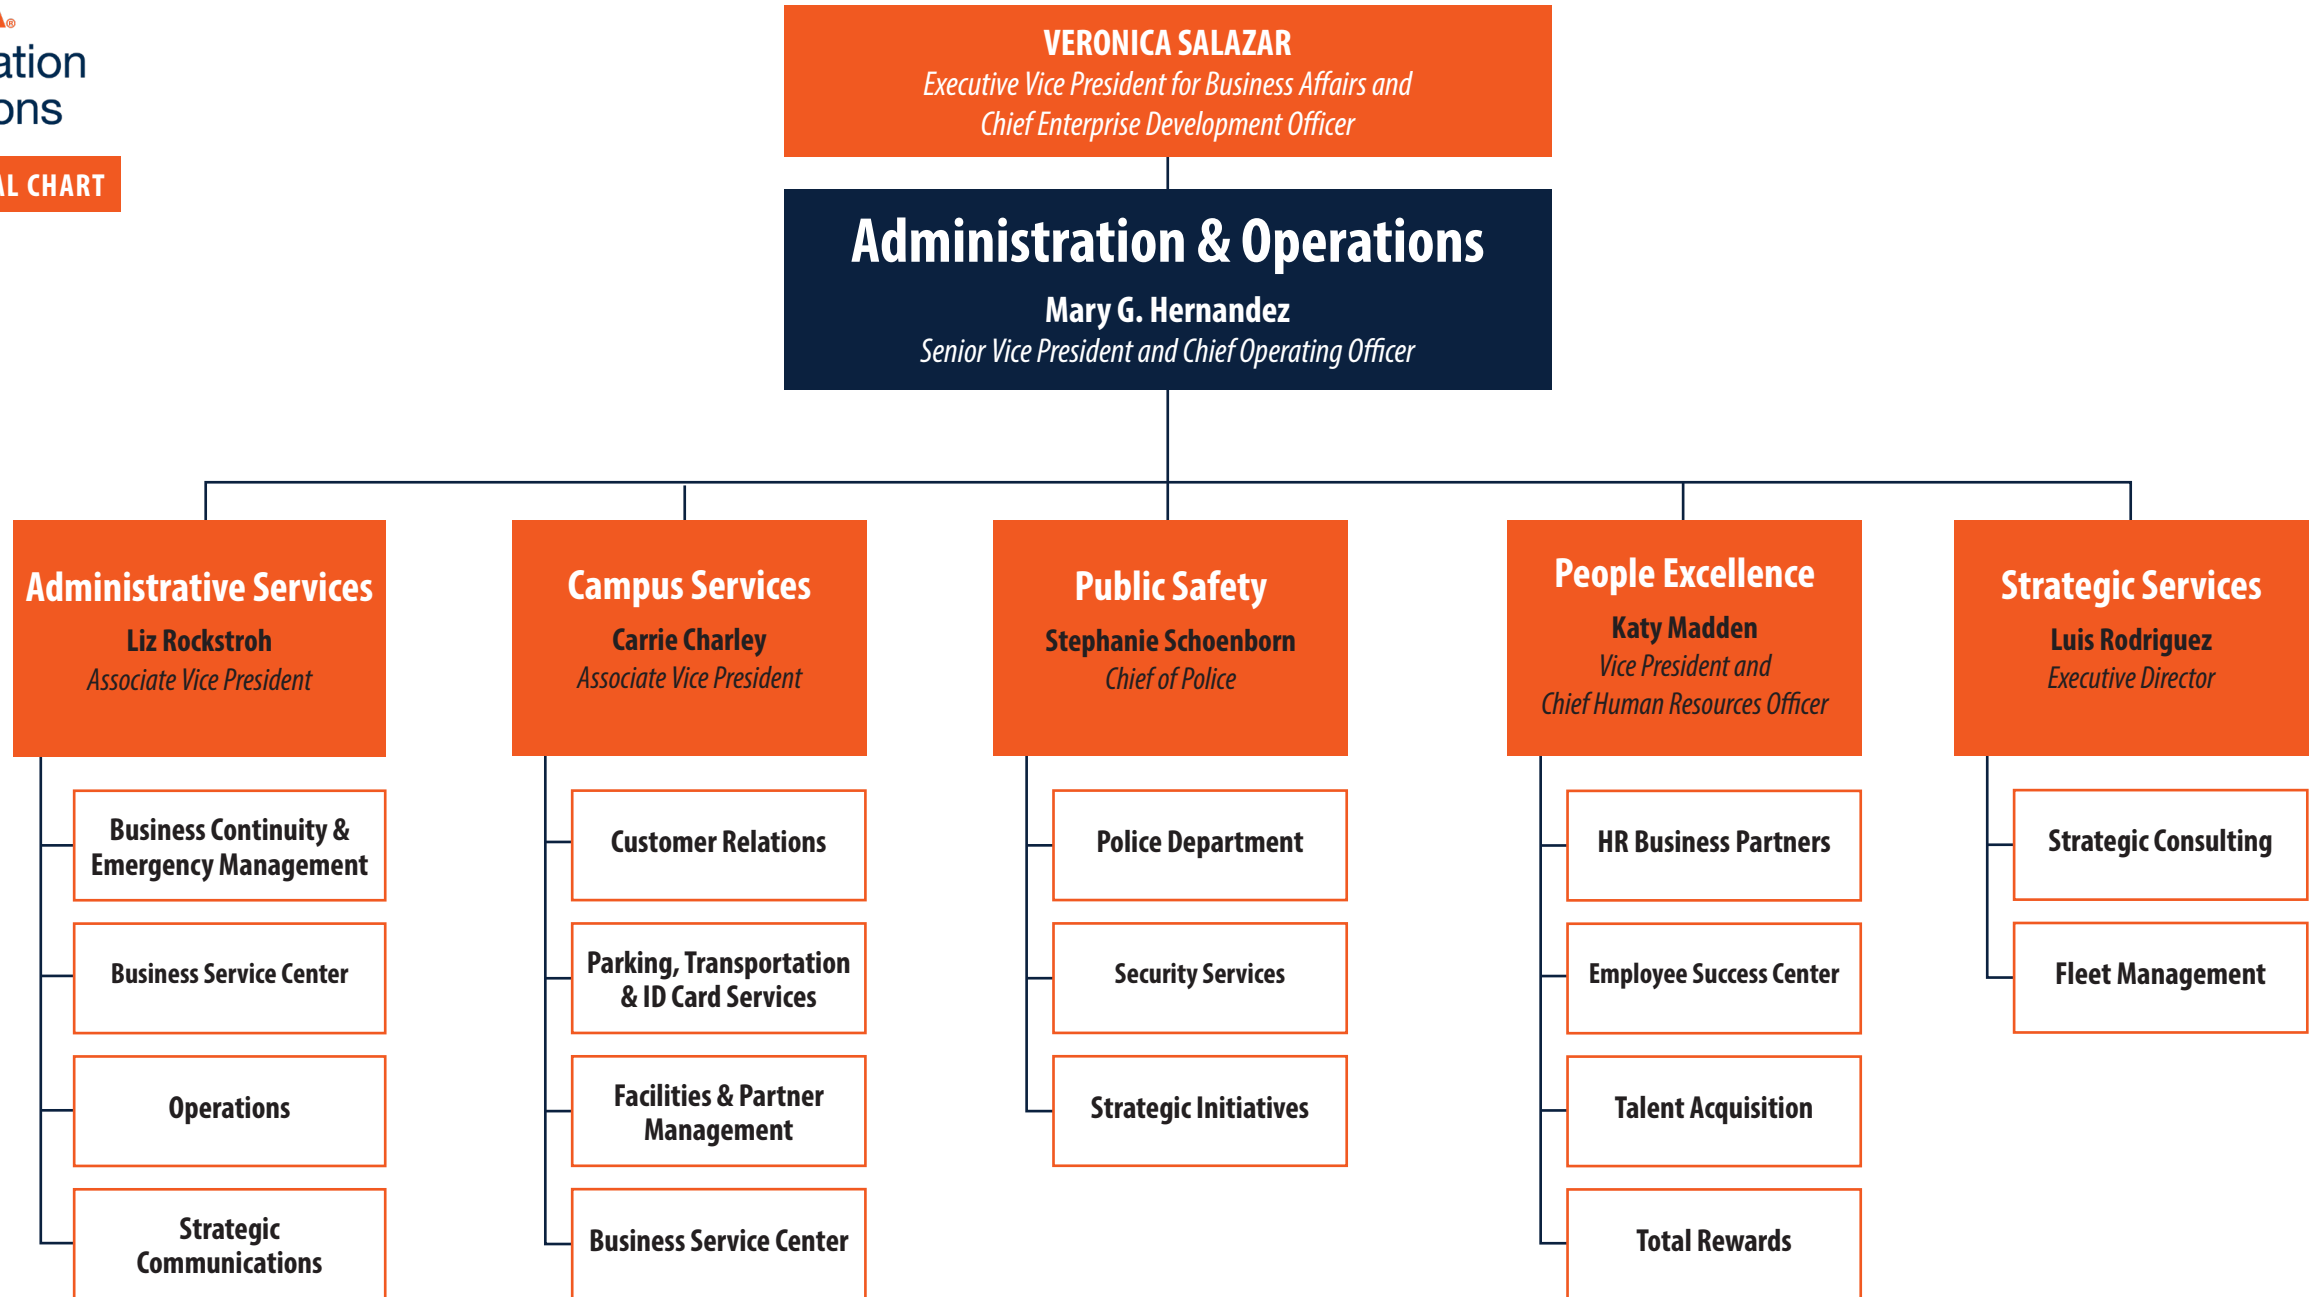 VERONICA SALAZAR
Executive Vice President for Business Affairs and
Chief Enterprise Development Officer
AL CHART
Administration & Operations
Mary G. Hernandez
Senior Vice President and Chief Operating Officer
Administrative Services
Liz Rockstroh
Associate Vice President
Business Continuity &
Emergency Management
Business Service Center
Operations
Strategic
Communications
Campus Services
Carrie Charley
Associate Vice President
Customer Relations
Parking, Transportation
& ID Card Services
Facilities & Partner
Management
Business Service Center
Public Safety
Stephanie Schoenborn
Chief of Police
Police Department
Security Services
Strategic Initiatives
People Excellence
Katy Madden
Vice President and
Chief Human Resources Officer
HR Business Partners
Employee Success Center
Talent Acquisition
Total Rewards
Strategic Services
Luis Rodriguez
Executive Director
Strategic Consulting
Fleet Management